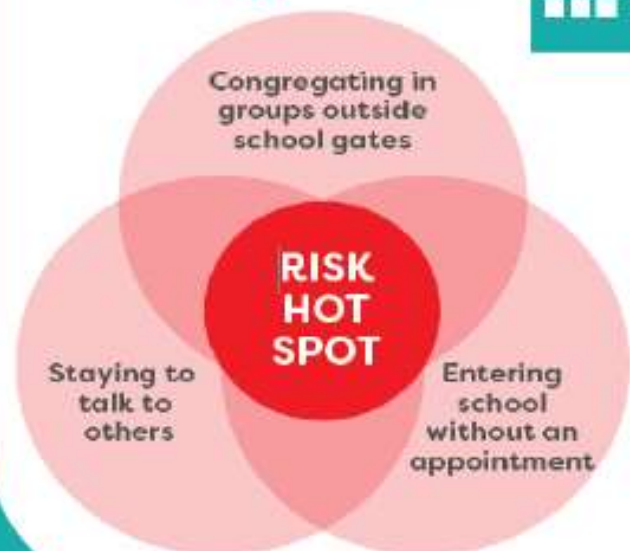 Congregating in
groups outside
school gates
RISK
HOT
SPOT
Staying to
talk to
others
Entering
school
without an
appointment